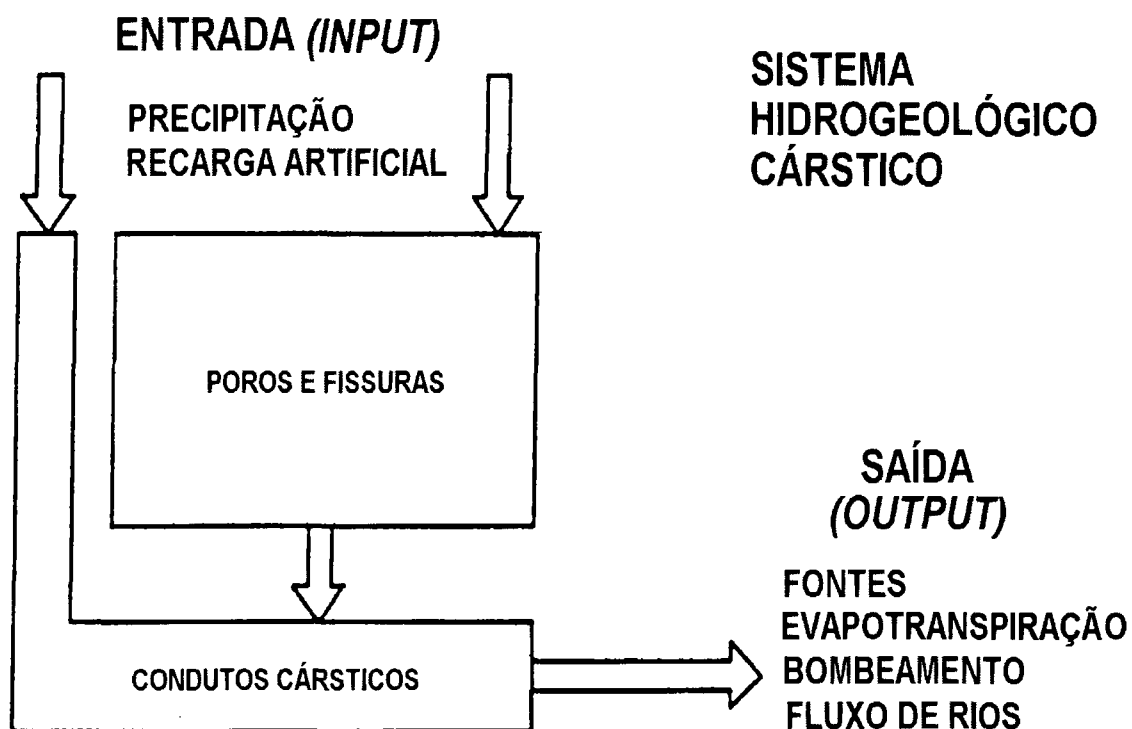 ENTRADA (INPUT)
PRECIPITAÇÃO
RECARGA ARTIFICIAL
SISTEMA
HIDROGEOLÓGICO
CÁRSTICO
POROS E FISSURAS
CONDUTOS CÁRSTICOS
SAÍDA
(OUTPUT)
FONTES
EVAPOTRANSPIRAÇÃO
BOMBEAMENTO
FLUXO DE RIOS